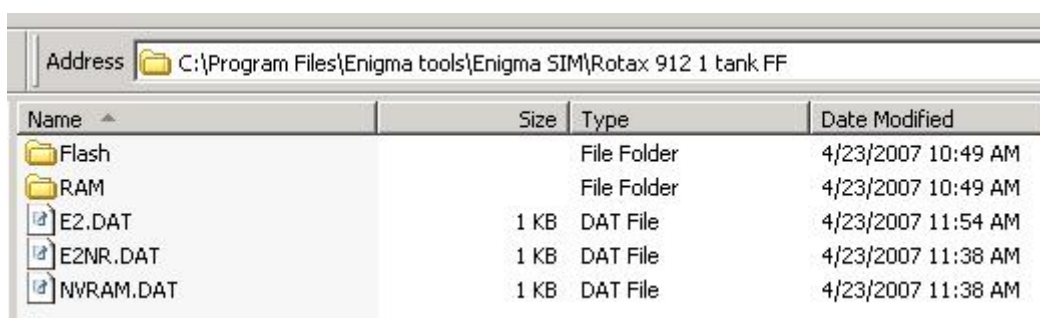 Address C:\Program Files\Enigma tools\Enigma SIM\Rotax 912 1 tank FF
Name Size Type Date Modified
Flash File Folder 4/23/2007 10:49 AM
RAM File Folder 4/23/2007 10:49 AM
E2.DAT 1 KB DAT File 4/23/2007 11:54 AM
E2NR.DAT 1 KB DAT File 4/23/2007 11:38 AM
NVRAM.DAT 1 KB DAT File 4/23/2007 11:38 AM